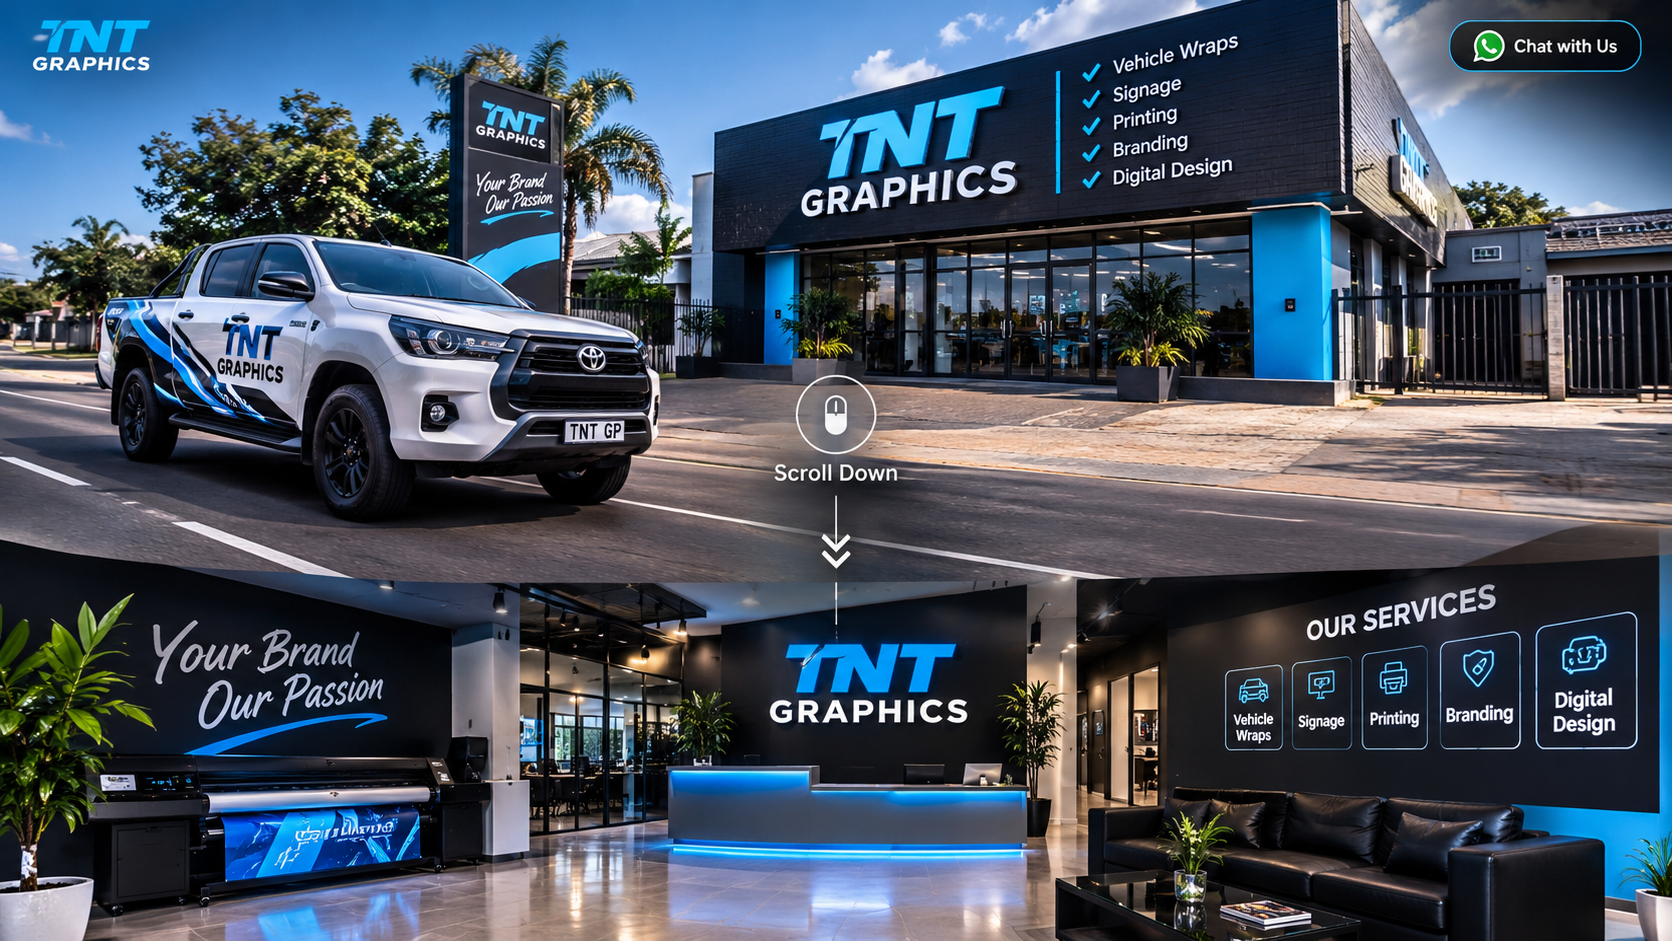 TNT
GRAPHICS
Chat with Us
TNT
GRAPHICS
Your Brand
Our Passion
TNT
GRAPHICS
Vehicle Wraps
Signage
Printing
Branding
Digital Design
TNT
GRAPHICS
TNT GP
Scroll Down
Your Brand
Our Passion
TNT
GRAPHICS
OUR SERVICES
Vehicle
Wraps
Signage
Printing
Branding
Digital
Design